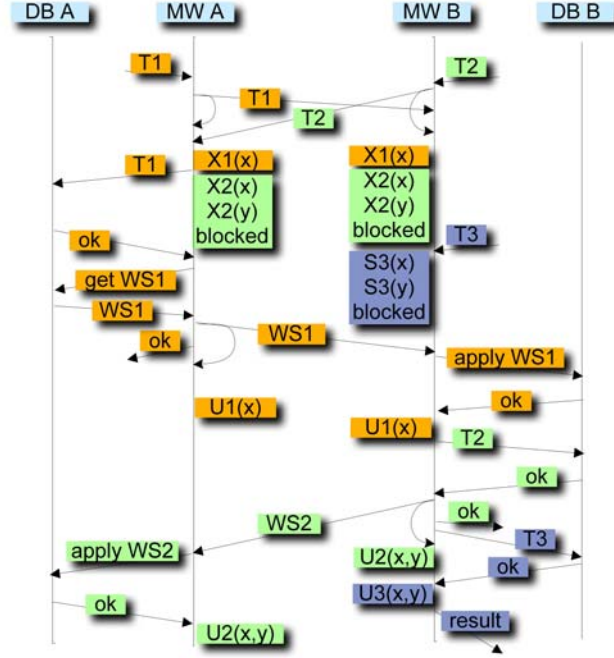 DB A
MW A
MW B
DB B
T1
T2
T1
T2
T1
X1(x)
X2(x)
X2(y)
blocked
X1(x)
X2(x)
X2(y)
blocked
ok
T3
S3(x)
S3(y)
blocked
get WS1
WS1
ok
WS1
apply WS1
U1(x)
ok
U1(x)
T2
ok
WS2
ok
apply WS2
T3
U2(x,y)
ok
U3(x,y)
ok
U2(x,y)
result